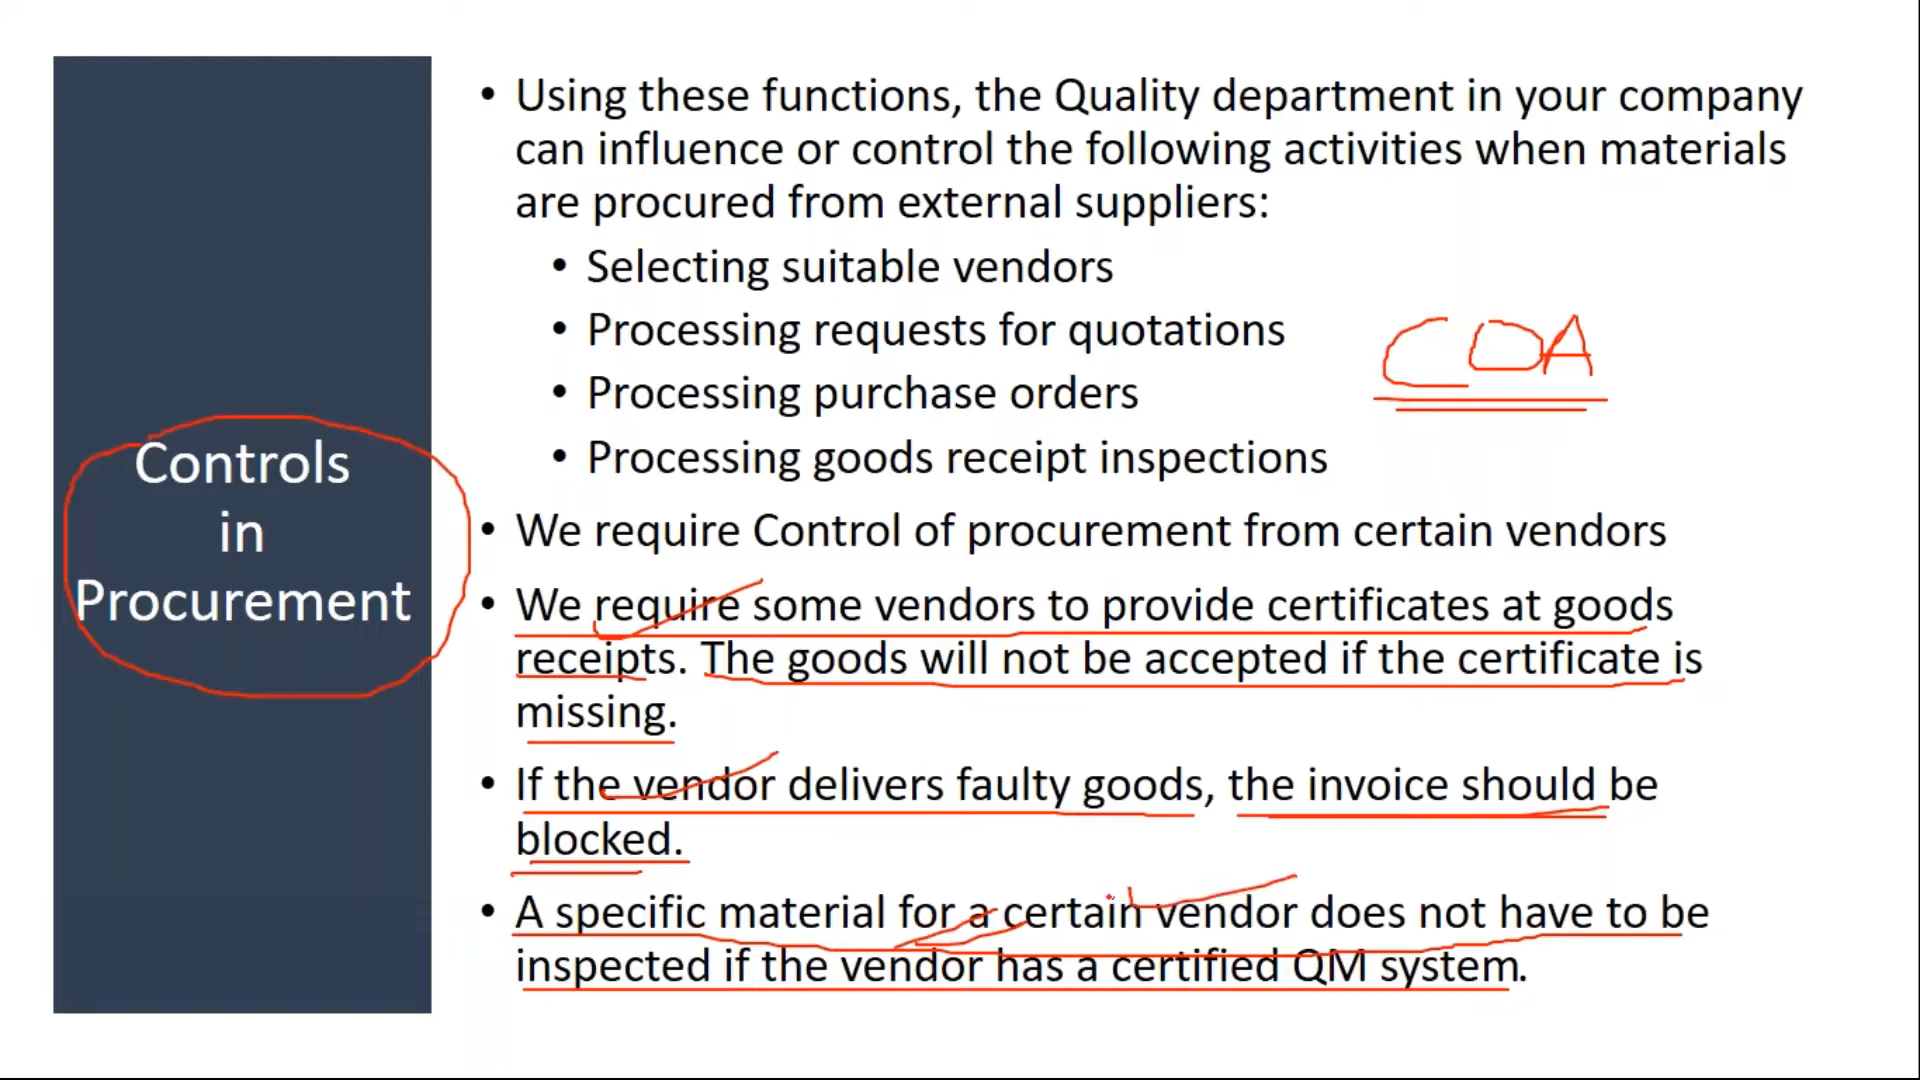 Controls
in
Procurement
• Using these functions, the Quality department in your company
can influence or control the following activities when materials
are procured from external suppliers:
• Selecting suitable vendors
• Processing requests for quotations
• Processing purchase orders
• Processing goods receipt inspections
COA
• We require Control of procurement from certain vendors
• We require some vendors to provide certificates at goods
receipts. The goods will not be accepted if the certificate is
missing.
• If the vendor delivers faulty goods, the invoice should be
blocked.
• A specific material for a certain vendor does not have to be
inspected if the vendor has a certified QM system.